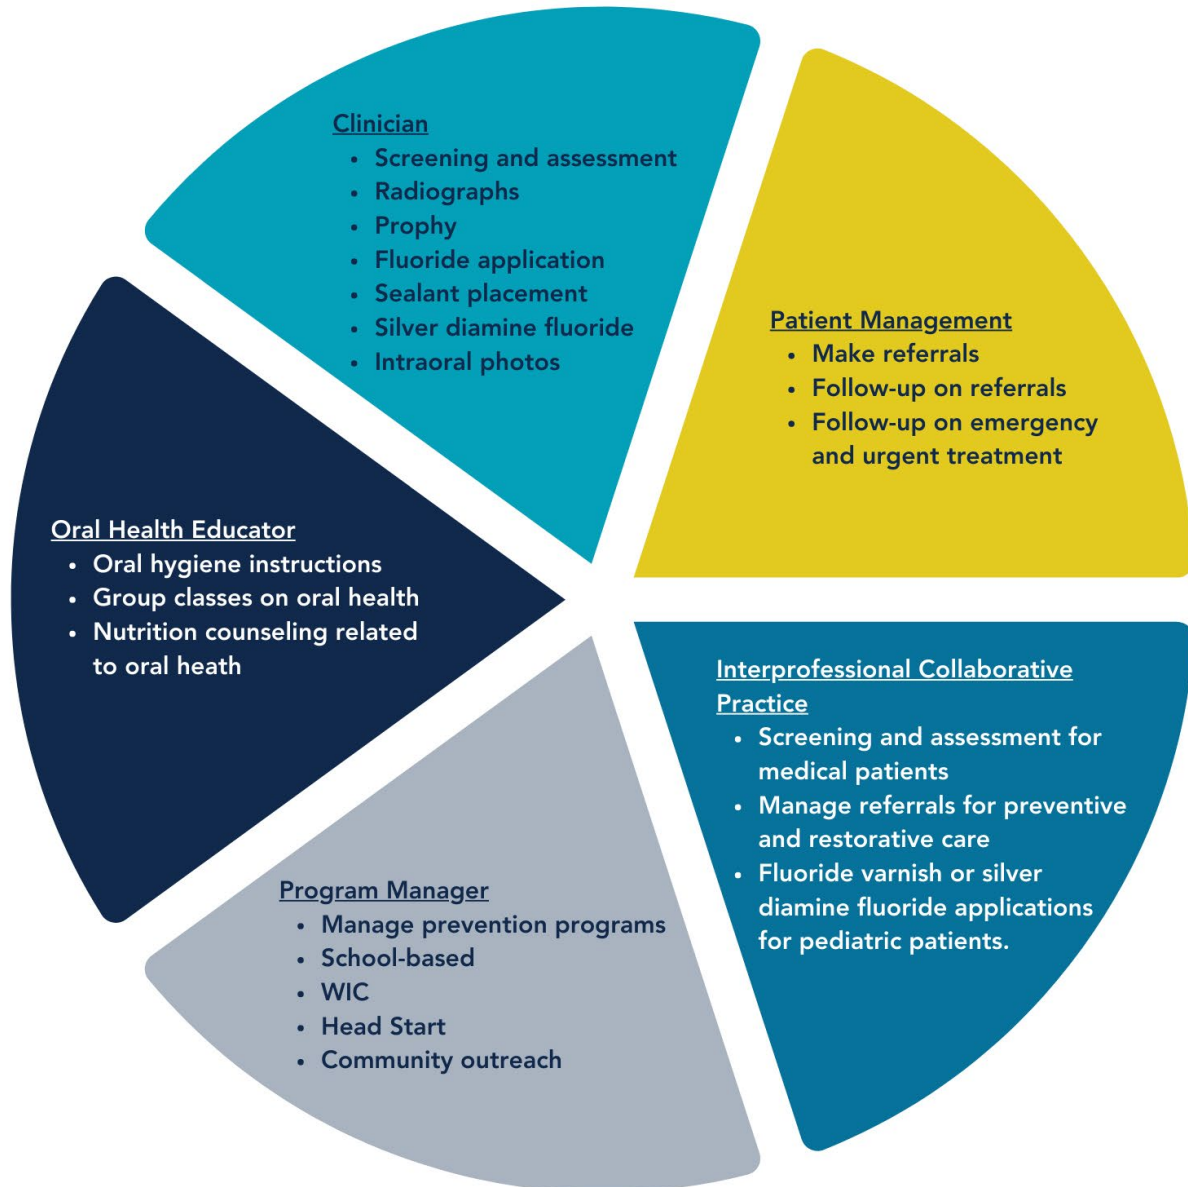 Clinician
• Screening and assessment
• Radiographs
• Prophy
• Fluoride application
• Sealant placement
• Silver diamine fluoride
• Intraoral photos
Patient Management
• Make referrals
• Follow-up on referrals
• Follow-up on emergency
and urgent treatment
Oral Health Educator
• Oral hygiene instructions
• Group classes on oral health
• Nutrition counseling related
to oral heath
Interprofessional Collaborative
Practice
• Screening and assessment for
medical patients
• Manage referrals for preventive
and restorative care
• Fluoride varnish or silver
diamine fluoride applications
for pediatric patients.
Program Manager
• Manage prevention programs
• School-based
• WIC
• Head Start
• Community outreach